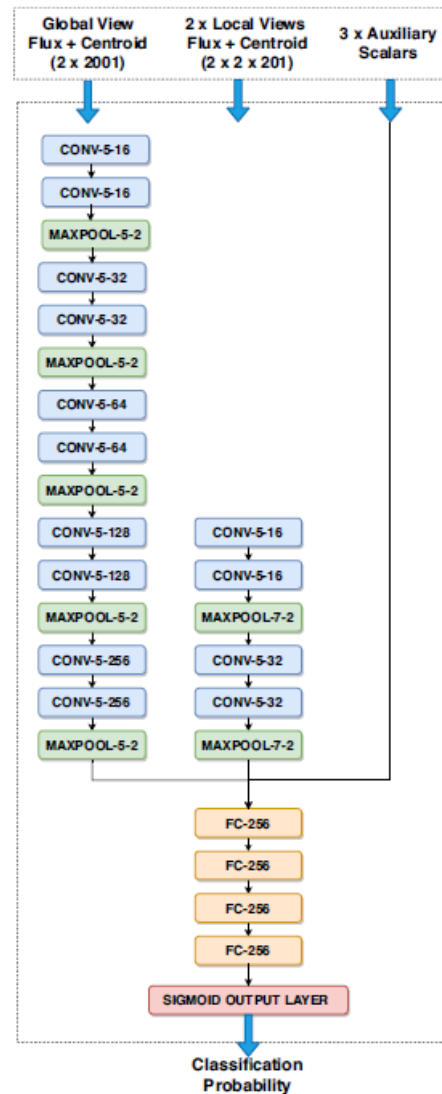 Global View
Flux + Centroid
(2 x 2001)
2 x Local Views
Flux + Centroid
(2 x 2 x 201)
3 x Auxiliary
Scalars
CONV-5-16
CONV-5-16
MAXPOOL-5-2
CONV-5-32
CONV-5-32
MAXPOOL-5-2
CONV-5-64
CONV-5-64
MAXPOOL-5-2
CONV-5-128
CONV-5-128
MAXPOOL-5-2
CONV-5-256
CONV-5-256
MAXPOOL-5-2
CONV-5-16
CONV-5-16
MAXPOOL-7-2
CONV-5-32
CONV-5-32
MAXPOOL-7-2
FC-256
FC-256
FC-256
FC-256
SIGMOID OUTPUT LAYER
Classification
Probability